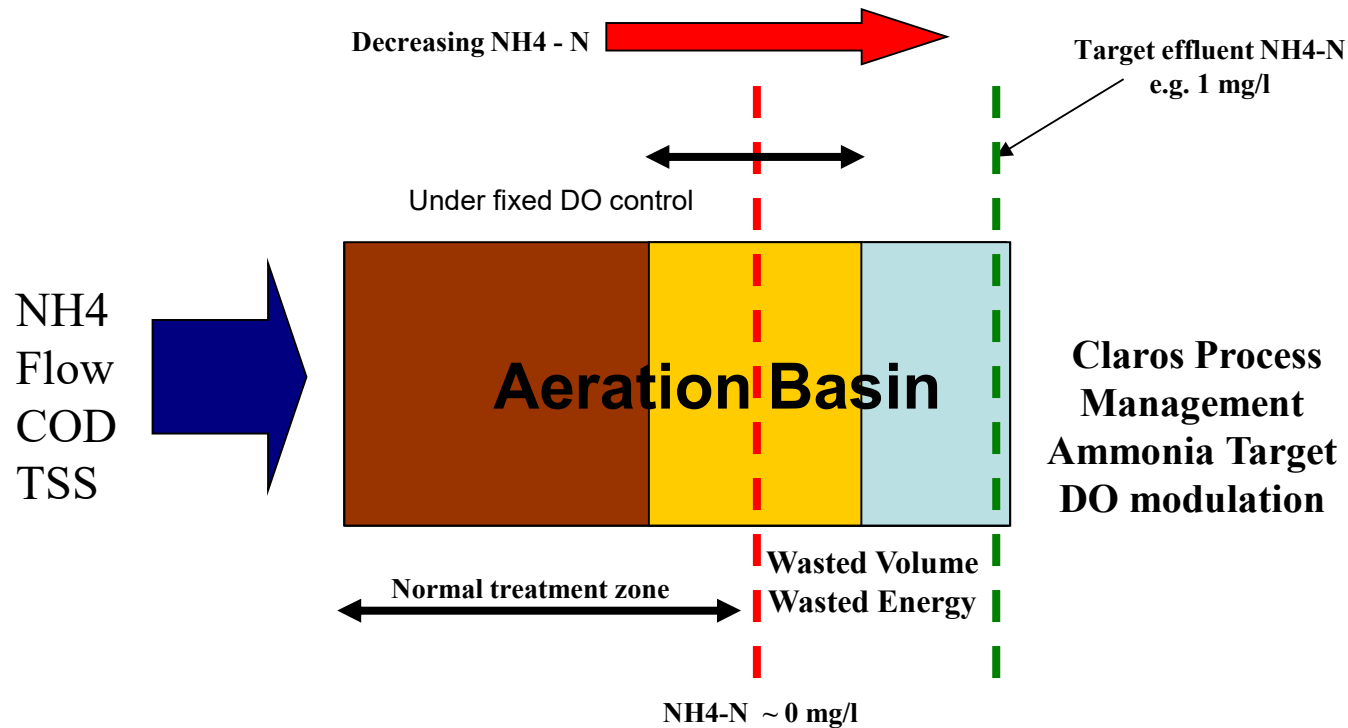 Decreasing NH4 - N
Target effluent NH4-N
e.g. 1 mg/l
Under fixed DO control
NH4
Flow
COD
TSS
Aeration Basin
Claros Process
Management
Ammonia Target
DO modulation
Normal treatment zone
Wasted Volume
Wasted Energy
NH4-N ~ 0 mg/l